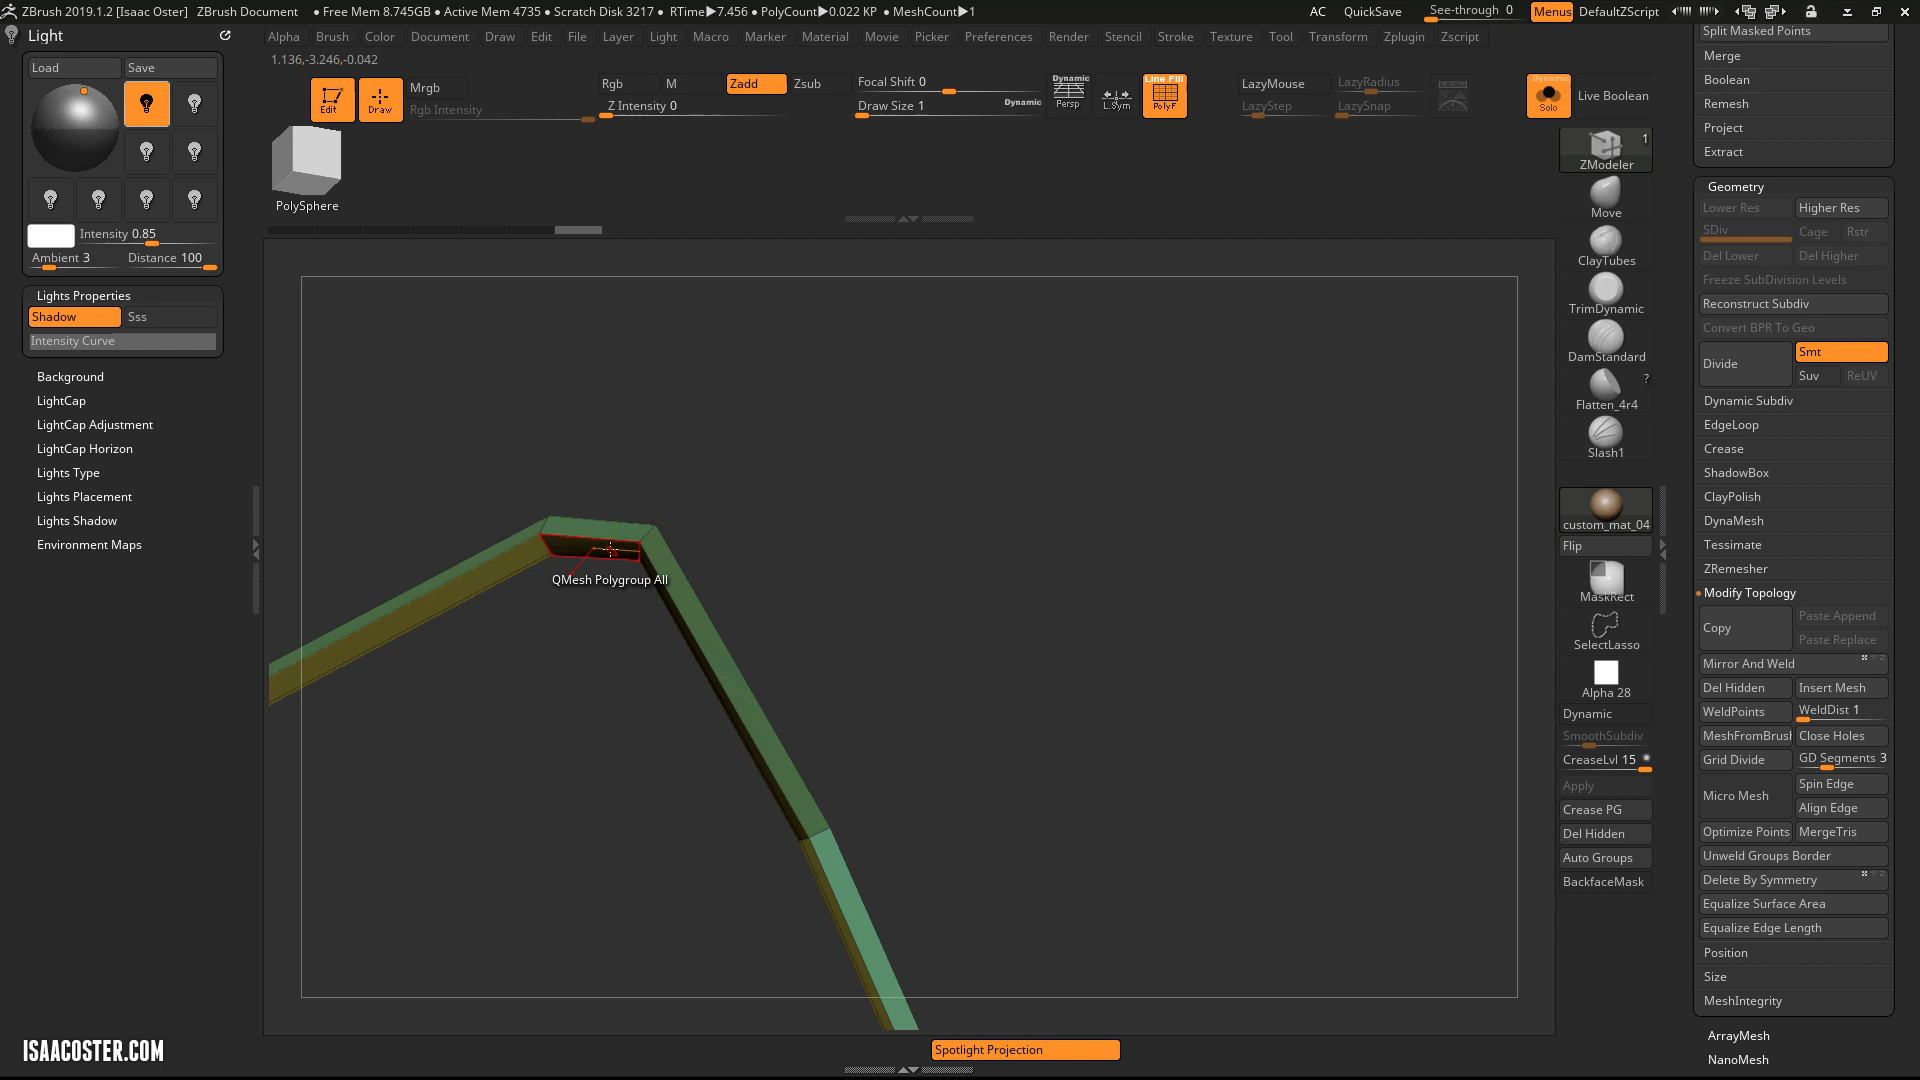 ZBrush 2019.1.2 [Isaac Oster] ZBrush Document • Free Mem 8.745GB • Active Mem 4735 • Scratch Disk 3217 • RTime▶7.456 • PolyCount▶0.022 KP • MeshCount▶1 AC QuickSave See-through 0 Menus DefaultZScript
Light
Alpha Brush Color Document Draw Edit File Layer Light Macro Marker Material Movie Picker Preferences Render Stencil Stroke Texture Tool Transform Zplugin Zscript
1.136,-3.246,-0.042
Load Save
Edit
Draw
Mrgb
Rgb Intensity
Rgb M Zadd Zsub
Z Intensity 0
Focal Shift 0
Draw Size 1 Dynamic
Dynamic
Persp
L.Sym
Line Fill
PolyF
LazyMouse LazyRadius
LazyStep LazySnap
Dynamic
Solo
Live Boolean
PolySphere
Intensity 0.85
Ambient 3 Distance 100
Lights Properties
Shadow Sss
Intensity Curve
Background
LightCap
LightCap Adjustment
LightCap Horizon
Lights Type
Lights Placement
Lights Shadow
Environment Maps
QMesh Polygroup All
1
ZModeler
Move
ClayTubes
TrimDynamic
DamStandard
?
Flatten_4r4
Slash1
custom_mat_04
Flip
MaskRect
SelectLasso
Alpha 28
Dynamic
SmoothSubdiv
CreaseLvl 15
Apply
Crease PG
Del Hidden
Auto Groups
BackfaceMask
Split Masked Points
Merge
Boolean
Remesh
Project
Extract
Geometry
Lower Res Higher Res
SDiv Cage Rstr
Del Lower Del Higher
Freeze SubDivision Levels
Reconstruct Subdiv
Convert BPR To Geo
Divide Smt
Suv ReUV
Dynamic Subdiv
EdgeLoop
Crease
ShadowBox
ClayPolish
DynaMesh
Tessimate
ZRemesher
Modify Topology
Copy Paste Append
Paste Replace
Mirror And Weld
Del Hidden Insert Mesh
WeldPoints WeldDist 1
MeshFromBrush Close Holes
Grid Divide GD Segments 3
Micro Mesh Spin Edge
Align Edge
Optimize Points MergeTris
Unweld Groups Border
Delete By Symmetry
Equalize Surface Area
Equalize Edge Length
Position
Size
MeshIntegrity
ArrayMesh
NanoMesh
Spotlight Projection
ISAACOSTER.COM